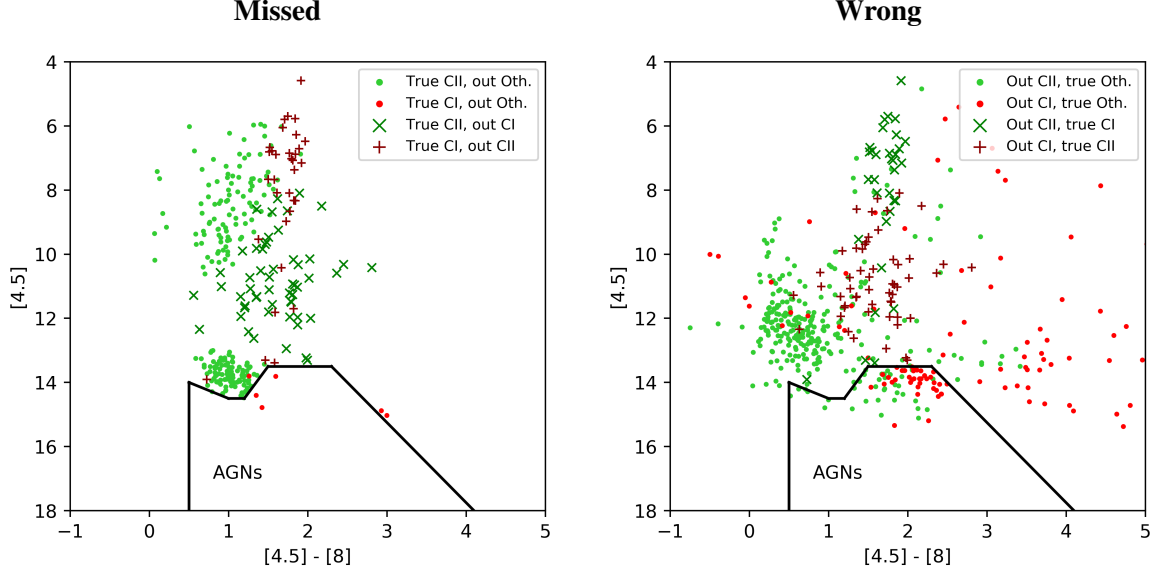 Missed
4
6
8
10
12
14
16
18
[4.5]
True CII, out Oth.
True CI, out Oth.
True CII, out CI
True CI, out CII
AGNs
−1 0 1 2 3 4 5
[4.5] - [8]
Wrong
4
6
8
10
12
14
16
18
[4.5]
Out CII, true Oth.
Out CI, true Oth.
Out CII, true CI
Out CI, true CII
AGNs
−1 0 1 2 3 4 5
[4.5] - [8]